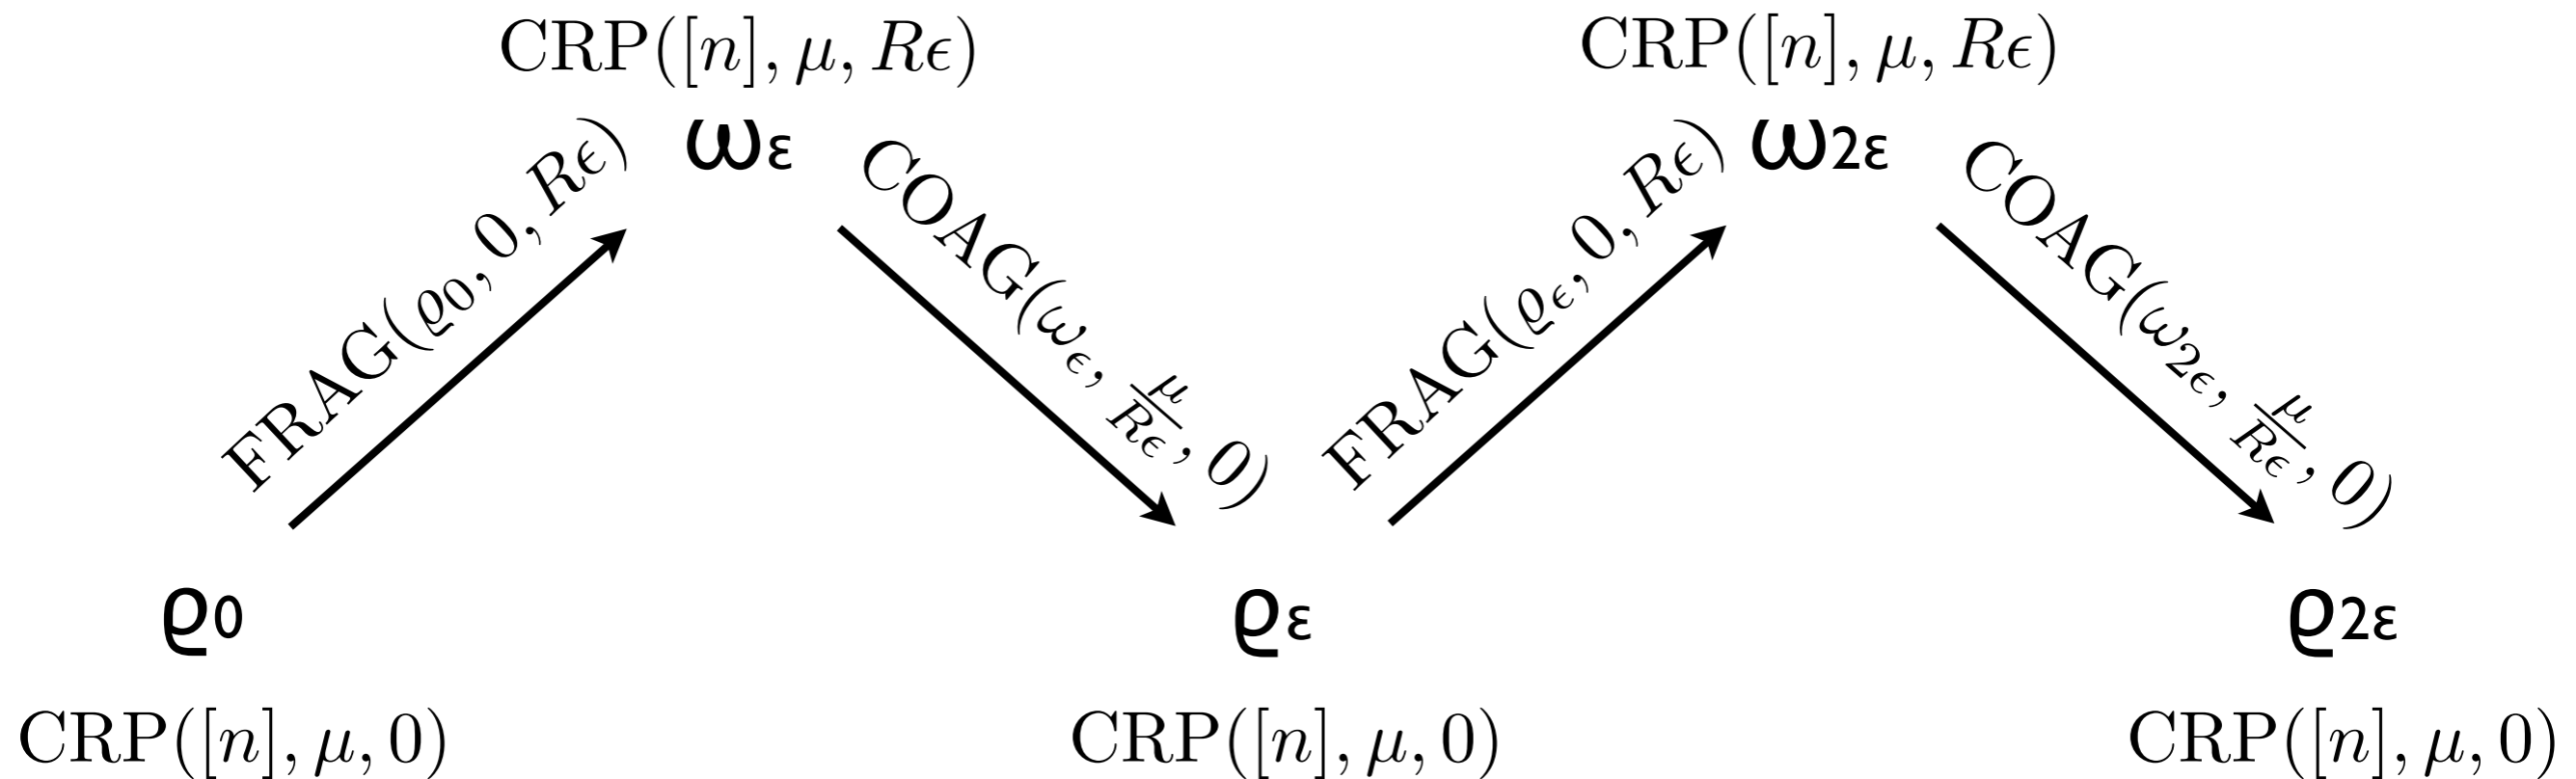 CRP([n], μ, Rϵ)
CRP([n], μ, Rϵ)
ωε
ω2ε
FRAG(ϱ0, 0, Rϵ)
COAG(ωϵ, μ/Rϵ, 0)
FRAG(ϱϵ, 0, Rϵ)
COAG(ω2ϵ, μ/Rϵ, 0)
ϱ0
ϱε
ϱ2ε
CRP([n], μ, 0)
CRP([n], μ, 0)
CRP([n], μ, 0)